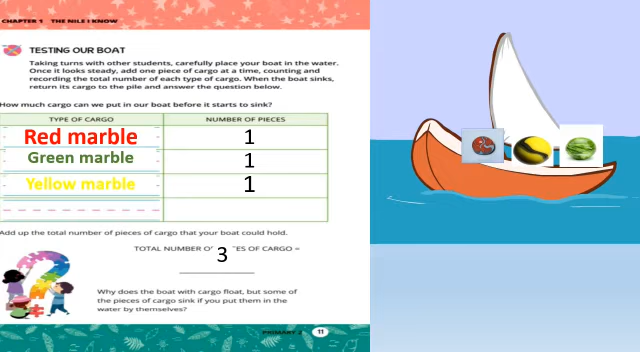 CHAPTER 1 THE NILE I KNOW
TESTING OUR BOAT
Taking turns with other students, carefully place your boat in the water.
Once it looks steady, add one piece of cargo at a time, counting and
recording the total number of each type of cargo. When the boat sinks,
return its cargo to the pile and answer the question below.
How much cargo can we put in our boat before it starts to sink?
TYPE OF CARGO NUMBER OF PIECES
Red marble 1
Green marble 1
Yellow marble 1
Add up the total number of pieces of cargo that your boat could hold.
TOTAL NUMBER OF CARGO =
3
Why does the boat with cargo float, but some of
the pieces of cargo sink if you put them in the
water by themselves?
PRIMARY 2 11